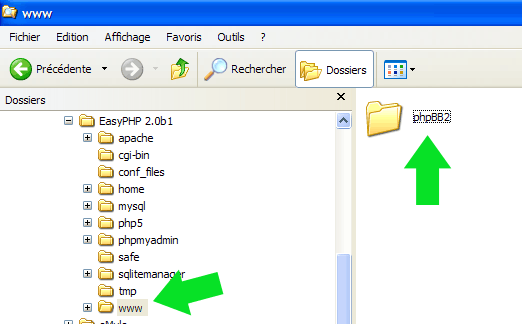 www
Fichier Edition Affichage Favoris Outils ?
Précédente Rechercher Dossiers
Dossiers
EasyPHP 2.0b1
apache
cgi-bin
conf_files
home
mysql
php5
phpmyadmin
safe
sqlitemanager
tmp
www
phpBB2